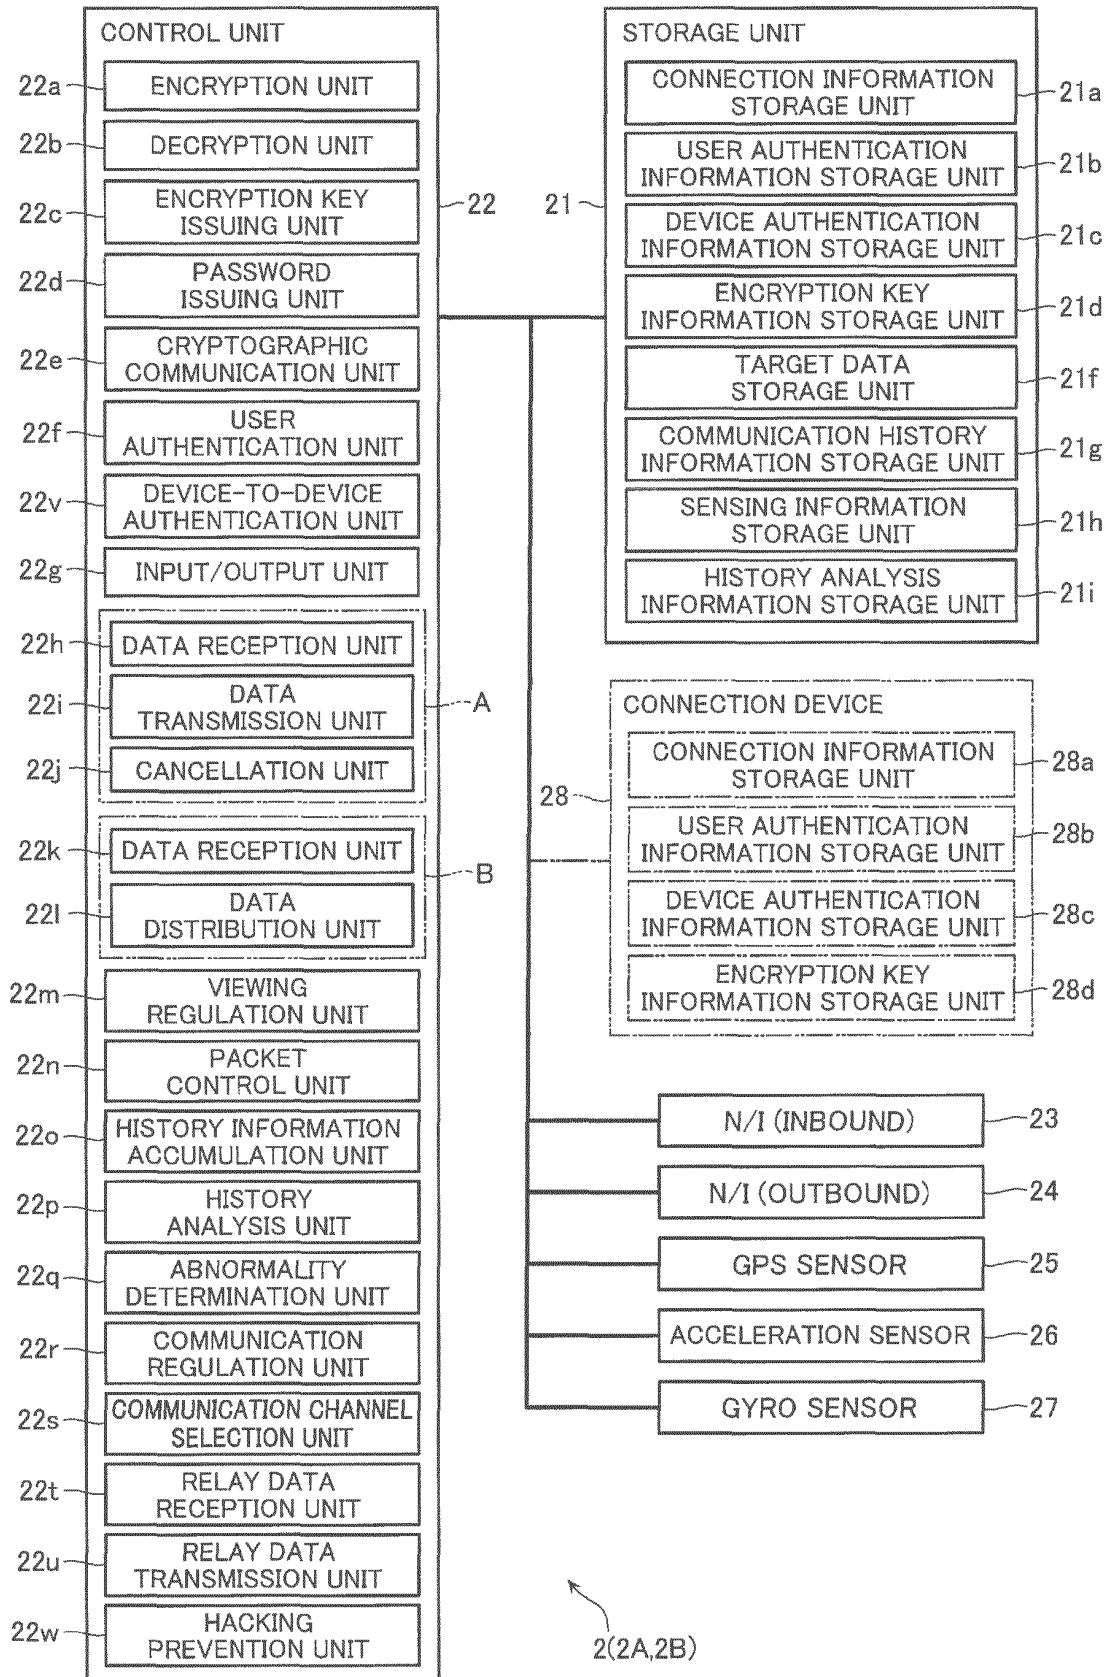 CONTROL UNIT
22a
ENCRYPTION UNIT
22b
DECRYPTION UNIT
22c
ENCRYPTION KEY
ISSUING UNIT
22d
PASSWORD
ISSUING UNIT
22e
CRYPTOGRAPHIC
COMMUNICATION UNIT
22f
USER
AUTHENTICATION UNIT
22v
DEVICE-TO-DEVICE
AUTHENTICATION UNIT
22g
INPUT/OUTPUT UNIT
22h
DATA RECEPTION UNIT
22i
DATA
TRANSMISSION UNIT
22j
CANCELLATION UNIT
A
22k
DATA RECEPTION UNIT
22l
DATA
DISTRIBUTION UNIT
B
22m
VIEWING
REGULATION UNIT
22n
PACKET
CONTROL UNIT
22o
HISTORY INFORMATION
ACCUMULATION UNIT
22p
HISTORY
ANALYSIS UNIT
22q
ABNORMALITY
DETERMINATION UNIT
22r
COMMUNICATION
REGULATION UNIT
22s
COMMUNICATION CHANNEL
SELECTION UNIT
22t
RELAY DATA
RECEPTION UNIT
22u
RELAY DATA
TRANSMISSION UNIT
22w
HACKING
PREVENTION UNIT
22
21
STORAGE UNIT
CONNECTION INFORMATION
STORAGE UNIT
21a
USER AUTHENTICATION
INFORMATION STORAGE UNIT
21b
DEVICE AUTHENTICATION
INFORMATION STORAGE UNIT
21c
ENCRYPTION KEY
INFORMATION STORAGE UNIT
21d
TARGET DATA
STORAGE UNIT
21f
COMMUNICATION HISTORY
INFORMATION STORAGE UNIT
21g
SENSING INFORMATION
STORAGE UNIT
21h
HISTORY ANALYSIS
INFORMATION STORAGE UNIT
21i
28
CONNECTION DEVICE
CONNECTION INFORMATION
STORAGE UNIT
28a
USER AUTHENTICATION
INFORMATION STORAGE UNIT
28b
DEVICE AUTHENTICATION
INFORMATION STORAGE UNIT
28c
ENCRYPTION KEY
INFORMATION STORAGE UNIT
28d
N/I (INBOUND)
23
N/I (OUTBOUND)
24
GPS SENSOR
25
ACCELERATION SENSOR
26
GYRO SENSOR
27
2(2A,2B)